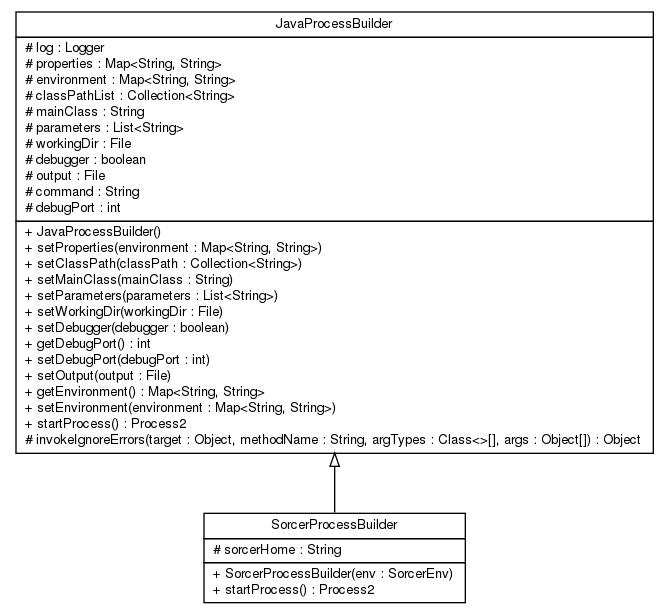 JavaProcessBuilder
# log : Logger
# properties : Map<String, String>
# environment : Map<String, String>
# classPathList : Collection<String>
# mainClass : String
# parameters : List<String>
# workingDir : File
# debugger : boolean
# output : File
# command : String
# debugPort : int
+ JavaProcessBuilder()
+ setProperties(environment : Map<String, String>)
+ setClassPath(classPath : Collection<String>)
+ setMainClass(mainClass : String)
+ setParameters(parameters : List<String>)
+ setWorkingDir(workingDir : File)
+ setDebugger(debugger : boolean)
+ getDebugPort() : int
+ setDebugPort(debugPort : int)
+ setOutput(output : File)
+ getEnvironment() : Map<String, String>
+ setEnvironment(environment : Map<String, String>)
+ startProcess() : Process2
# invokeIgnoreErrors(target : Object, methodName : String, argTypes : Class<>[], args : Object[]) : Object
SorcerProcessBuilder
# sorcerHome : String
+ SorcerProcessBuilder(env : SorcerEnv)
+ startProcess() : Process2